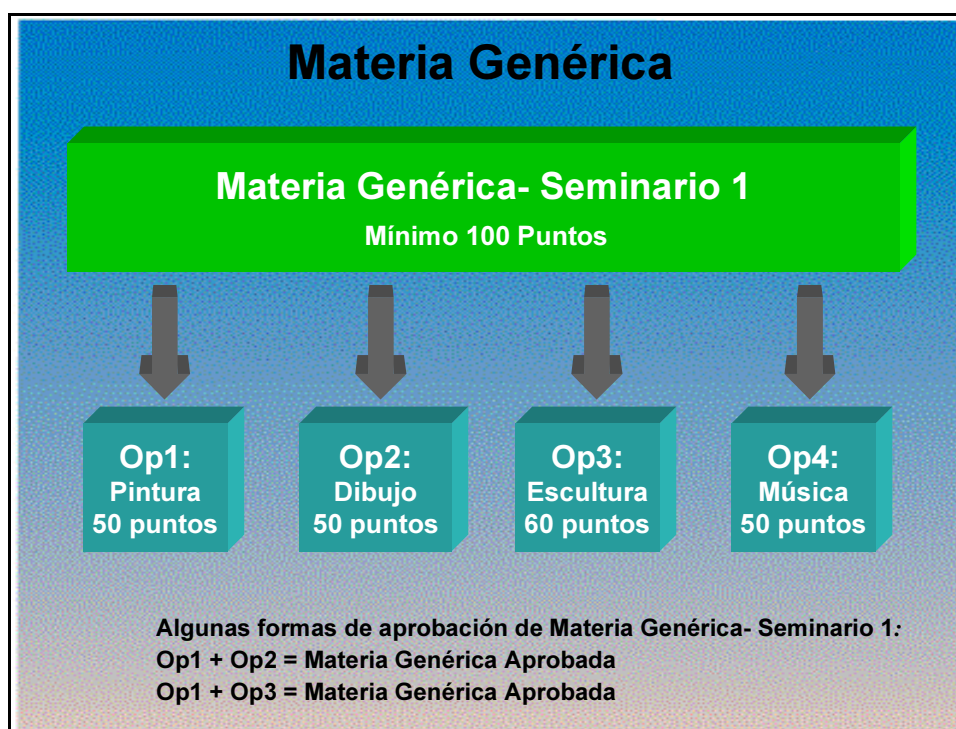 Materia Genérica
Materia Genérica- Seminario 1
Mínimo 100 Puntos
Op1:
Pintura
50 puntos
Op2:
Dibujo
50 puntos
Op3:
Escultura
60 puntos
Op4:
Música
50 puntos
Algunas formas de aprobación de Materia Genérica- Seminario 1:
Op1 + Op2 = Materia Genérica Aprobada
Op1 + Op3 = Materia Genérica Aprobada